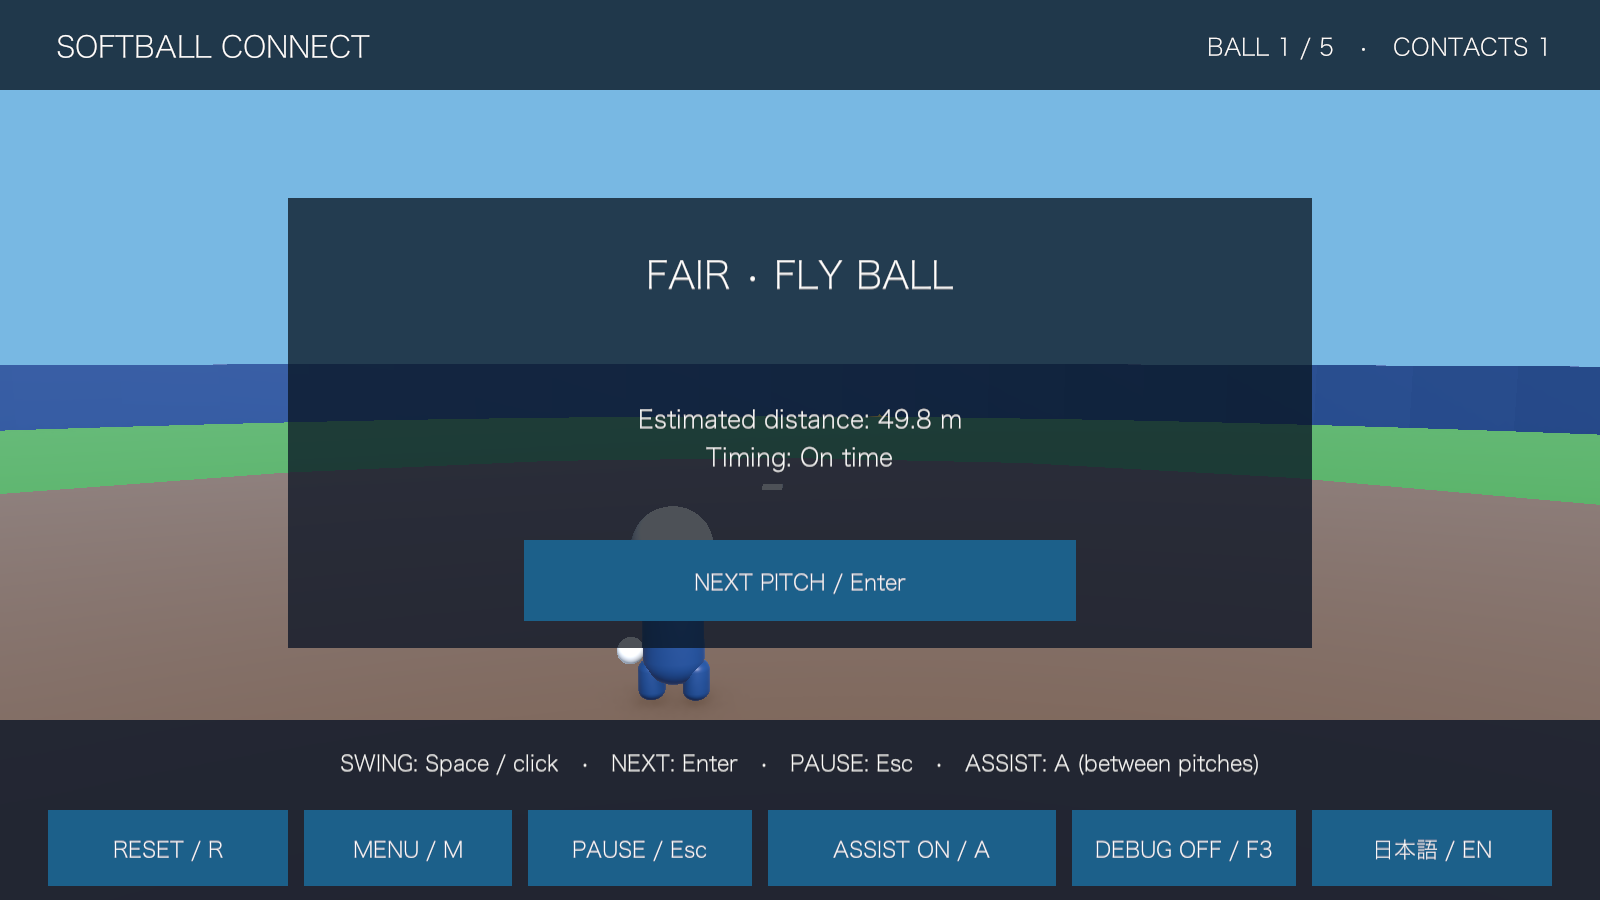 SOFTBALL CONNECT
BALL 1 / 5 · CONTACTS 1
FAIR · FLY BALL
Estimated distance: 49.8 m
Timing: On time
NEXT PITCH / Enter
SWING: Space / click · NEXT: Enter · PAUSE: Esc · ASSIST: A (between pitches)
RESET / R
MENU / M
PAUSE / Esc
ASSIST ON / A
DEBUG OFF / F3
日本語 / EN